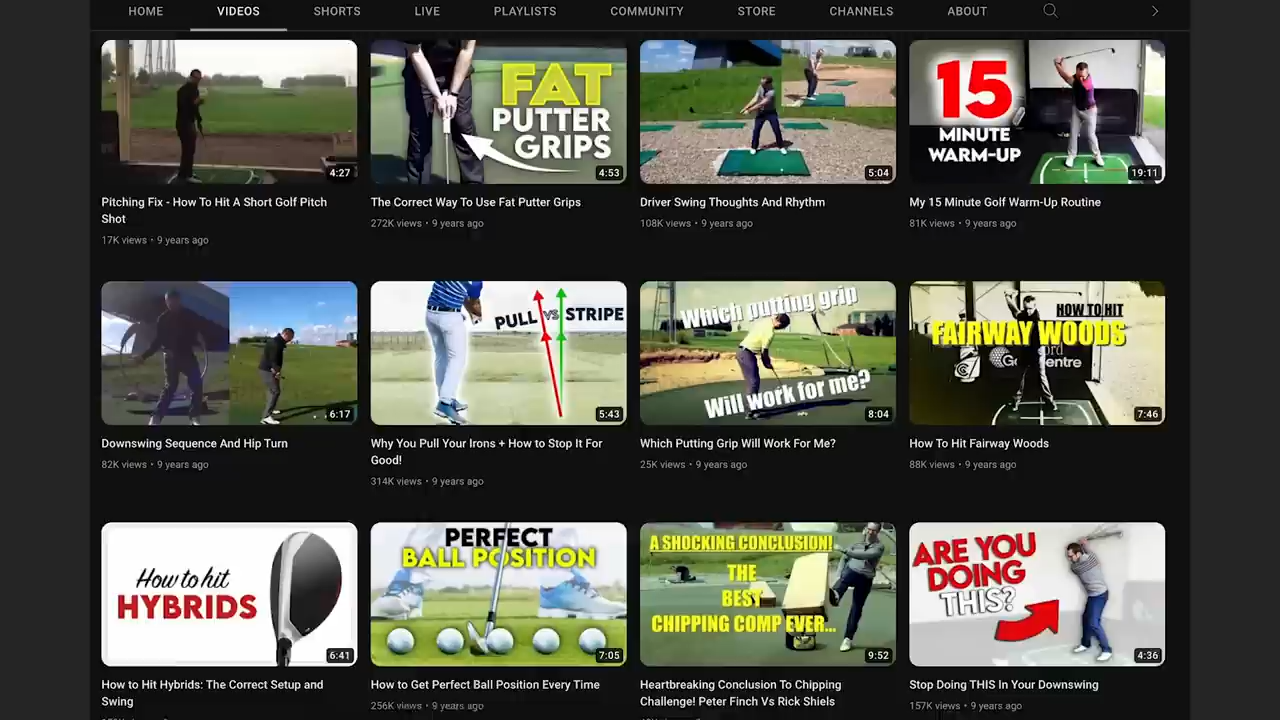 HOME VIDEOS SHORTS LIVE PLAYLISTS COMMUNITY STORE CHANNELS ABOUT
4:27
FAT
PUTTER
GRIPS
4:53
5:04
15
MINUTE
WARM-UP
19:11
Pitching Fix - How To Hit A Short Golf Pitch
Shot
17K views • 9 years ago
The Correct Way To Use Fat Putter Grips
272K views • 9 years ago
Driver Swing Thoughts And Rhythm
108K views • 9 years ago
My 15 Minute Golf Warm-Up Routine
81K views • 9 years ago
6:17
PULL VS STRIPE
5:43
Which putting grip
Will work for me?
8:04
HOW TO HIT
FAIRWAY WOODS
7:46
Downswing Sequence And Hip Turn
82K views • 9 years ago
Why You Pull Your Irons + How to Stop It For
Good!
314K views • 9 years ago
Which Putting Grip Will Work For Me?
25K views • 9 years ago
How To Hit Fairway Woods
88K views • 9 years ago
How to hit
HYBRIDS
6:41
PERFECT
BALL POSITION
7:05
A SHOCKING CONCLUSION!
THE
BEST
CHIPPING COMP EVER...
9:52
ARE YOU
DOING
THIS?
4:36
How to Hit Hybrids: The Correct Setup and
Swing
How to Get Perfect Ball Position Every Time
256K views • 9 years ago
Heartbreaking Conclusion To Chipping
Challenge! Peter Finch Vs Rick Shiels
Stop Doing THIS In Your Downswing
157K views • 9 years ago